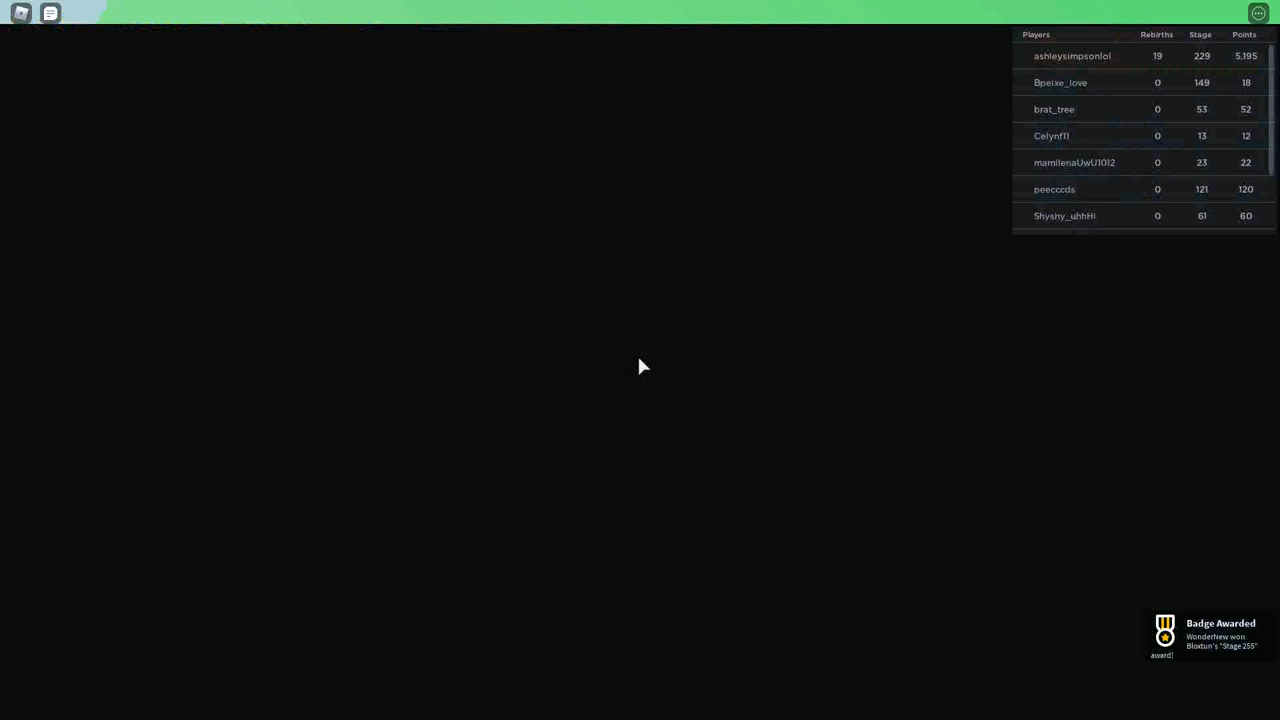 Players Rebirths Stage Points
ashleysimpsonlol 19 229 5,195
Bpeixe_love 0 149 18
brat_tree 0 53 52
Celynf11 0 13 12
mamilenaUwU1012 0 23 22
peecccds 0 121 120
Shyshy_uhhHi 0 61 60
Badge Awarded
WonderNew won
Bloxtun's "Stage 255"
award!